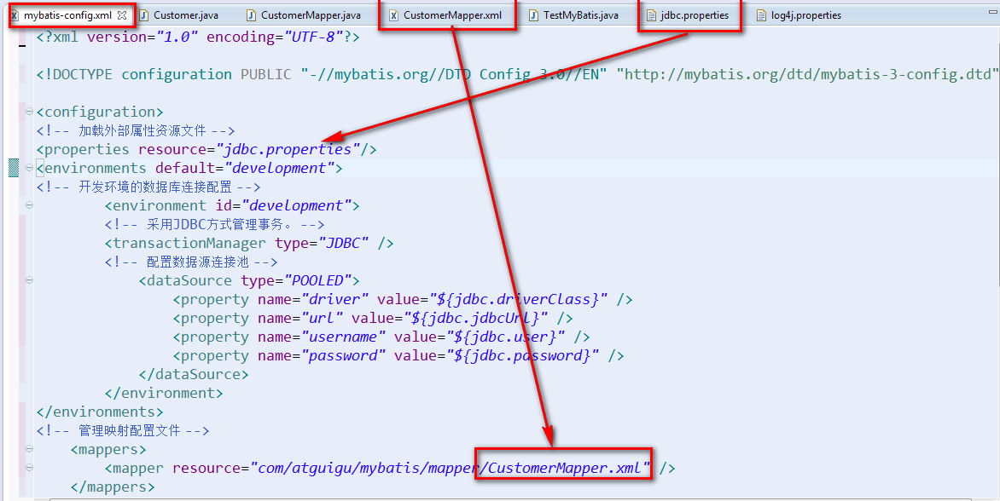 mybatis-config.xml Customer.java CustomerMapper.java CustomerMapper.xml TestMyBatis.java jdbc.properties log4j.properties
<?xml version="1.0" encoding="UTF-8"?>
<!DOCTYPE configuration PUBLIC "-//mybatis.org//DTD Config 3.0//EN" "http://mybatis.org/dtd/mybatis-3-config.dtd"
<configuration>
<!-- 加载外部属性资源文件 -->
<properties resource="jdbc.properties"/>
<environments default="development">
<!-- 开发环境的数据库连接配置 -->
<environment id="development">
<!-- 采用JDBC方式管理事务。 -->
<transactionManager type="JDBC" />
<!-- 配置数据源连接池 -->
<dataSource type="POOLED">
<property name="driver" value="${jdbc.driverClass}" />
<property name="url" value="${jdbc.jdbcUrl}" />
<property name="username" value="${jdbc.user}" />
<property name="password" value="${jdbc.password}" />
</dataSource>
</environment>
</environments>
<!-- 管理映射配置文件 -->
<mappers>
<mapper resource="com/atguigu/mybatis/mapper/CustomerMapper.xml" />
</mappers>